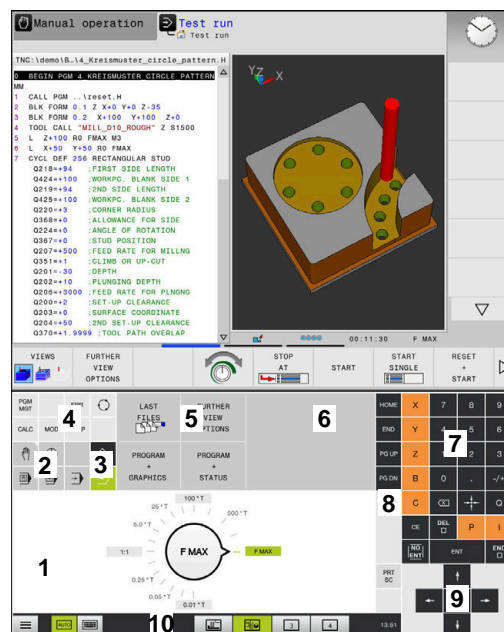 Manual operation
Test run
Test run
TNC:\demo\B…\4_Kreismuster_circle_pattern.H
0 BEGIN PGM 4_KREISMUSTER_CIRCLE_PATTERN
MM
1 CALL PGM ..\reset.H
2 BLK FORM 0.1 Z X+0 Y+0 Z-35
3 BLK FORM 0.2 X+100 Y+100 Z+0
4 TOOL CALL "MILL_D10_ROUGH" Z S1500
5 L Z+100 R0 FMAX M3
6 L X+50 Y+50 R0 FMAX
7 CYCL DEF 256 RECTANGULAR STUD
Q218=+94 ;FIRST SIDE LENGTH
Q424=+100 ;WORKPC. BLANK SIDE 1
Q219=+94 ;2ND SIDE LENGTH
Q425=+100 ;WORKPC. BLANK SIDE 2
Q220=+3 ;CORNER RADIUS
Q368=+0 ;ALLOWANCE FOR SIDE
Q224=+0 ;ANGLE OF ROTATION
Q367=+0 ;STUD POSITION
Q207=+500 ;FEED RATE FOR MILLNG
Q351=+1 ;CLIMB OR UP-CUT
Q201=-30 ;DEPTH
Q202=+10 ;PLUNGING DEPTH
Q206=+3000 ;FEED RATE FOR PLNGNG
Q200=+2 ;SET-UP CLEARANCE
Q203=+0 ;SURFACE COORDINATE
Q204=+50 ;2ND SET-UP CLEARANCE
Q370=+1.9999 ;TOOL PATH OVERLAP
Y Z X
00:11:30 F MAX
VIEWS
FURTHER
VIEW
OPTIONS
STOP
AT
START
START
SINGLE
RESET
+
START
PGM
MGT
CALC
MOD
4
2
3
LAST
FILES
5
FURTHER
VIEW
OPTIONS
PROGRAM
+
GRAPHICS
PROGRAM
+
STATUS
6
HOME X 7 8 9
END Y 4 5 6
PG UP Z 1 2 3
7
PG DN B 0 . -/+
8
C Q
CE DEL P I
NO
ENT
ENT
END
PRT
SC
9
1
100 °T
25 °T
500 °T
5.0 °T
1:1
F MAX
F MAX
0.25 °T
0.05 °T
0.01 °T
AUTO
10
3
4
13:51